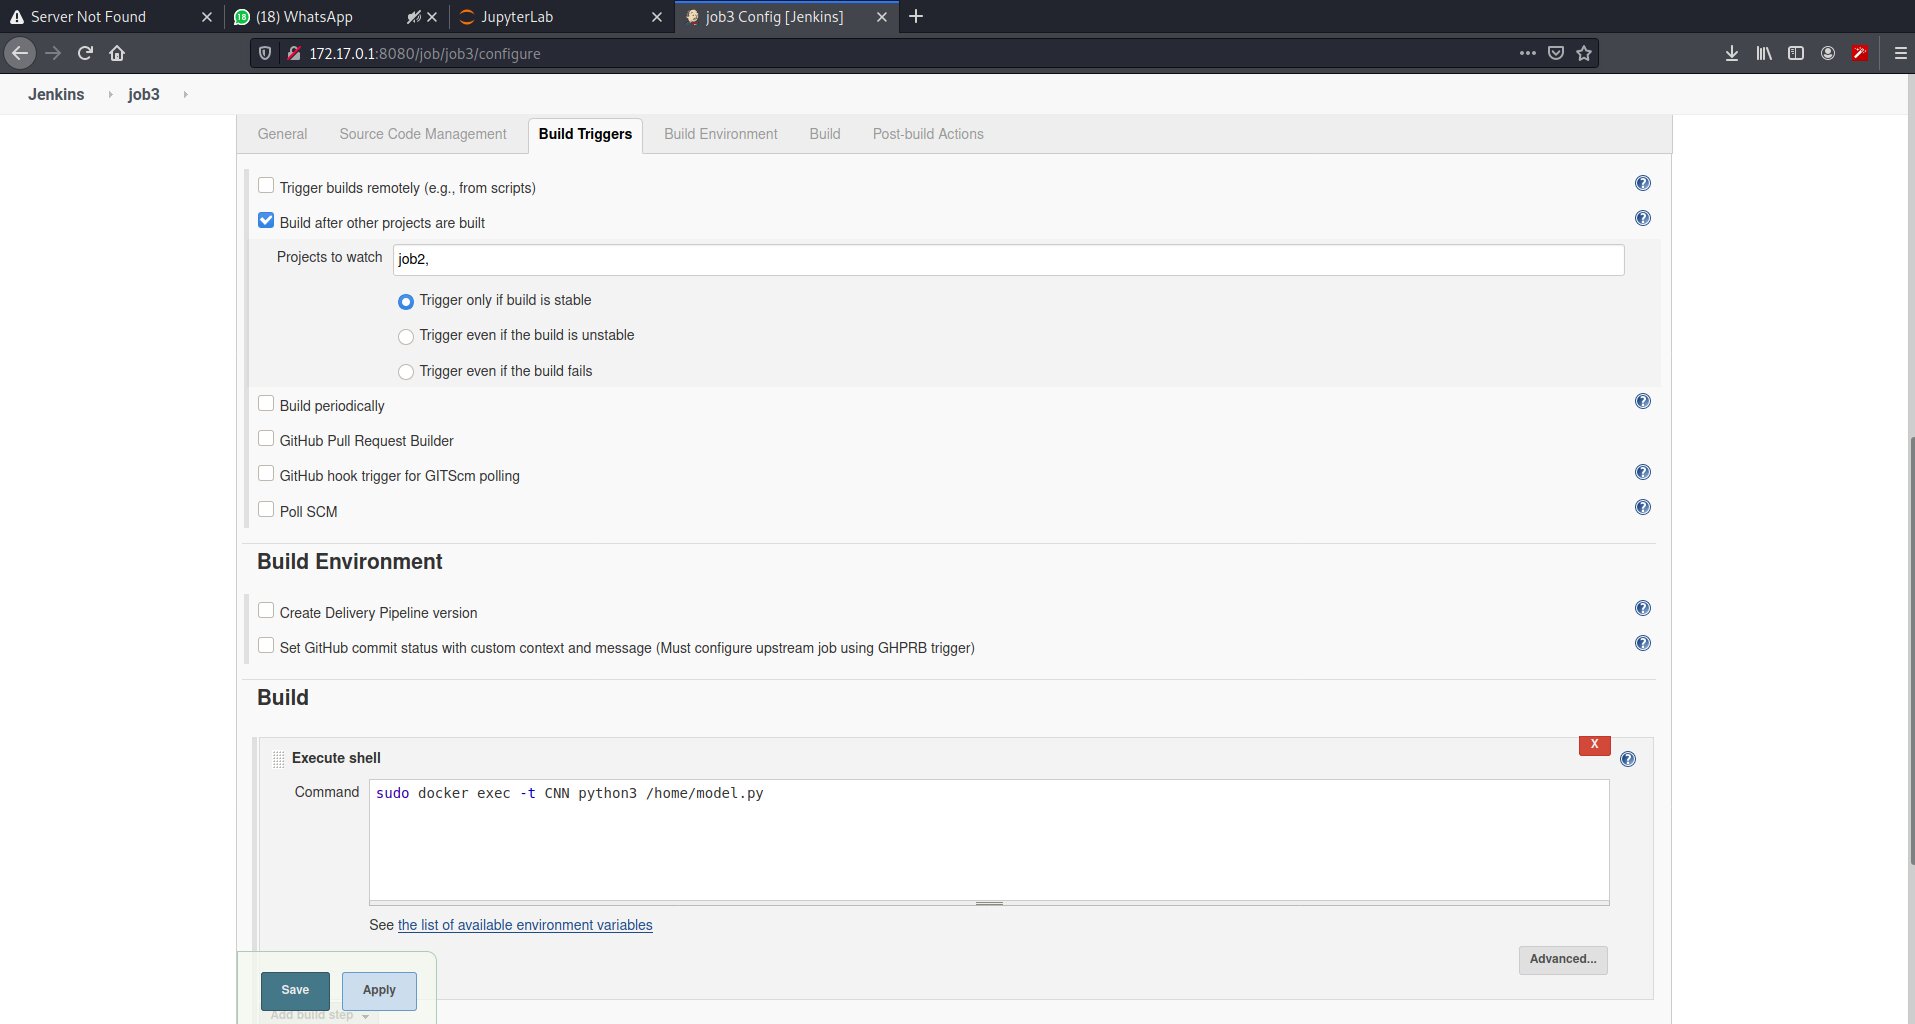 Server Not Found
(18) WhatsApp
JupyterLab
job3 Config [Jenkins]
172.17.0.1:8080/job/job3/configure
Jenkins
job3
General
Source Code Management
Build Triggers
Build Environment
Build
Post-build Actions
Trigger builds remotely (e.g., from scripts)
Build after other projects are built
Projects to watch
job2,
Trigger only if build is stable
Trigger even if the build is unstable
Trigger even if the build fails
Build periodically
GitHub Pull Request Builder
GitHub hook trigger for GITScm polling
Poll SCM
Build Environment
Create Delivery Pipeline version
Set GitHub commit status with custom context and message (Must configure upstream job using GHPRB trigger)
Build
X
Execute shell
Command
sudo docker exec -t CNN python3 /home/model.py
See the list of available environment variables
Advanced...
Save
Apply
Add build step